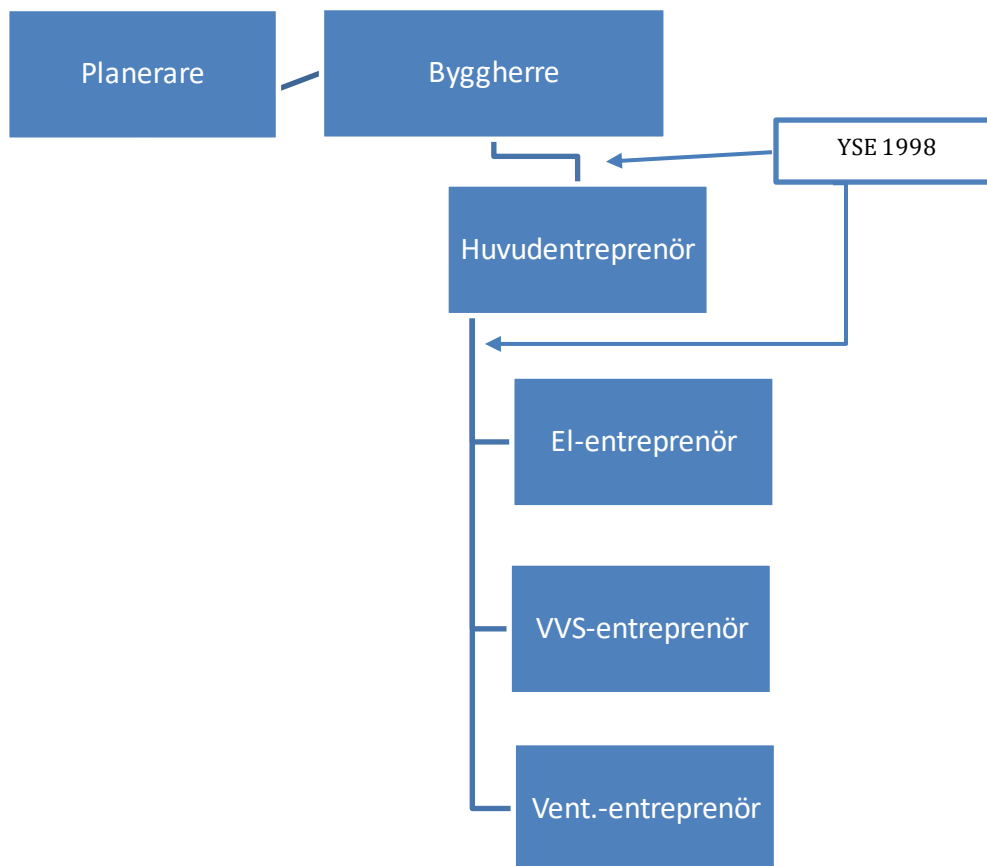 Planerare
Byggherre
YSE 1998
Huvudentreprenör
El-entreprenör
VVS-entreprenör
Vent.-entreprenör